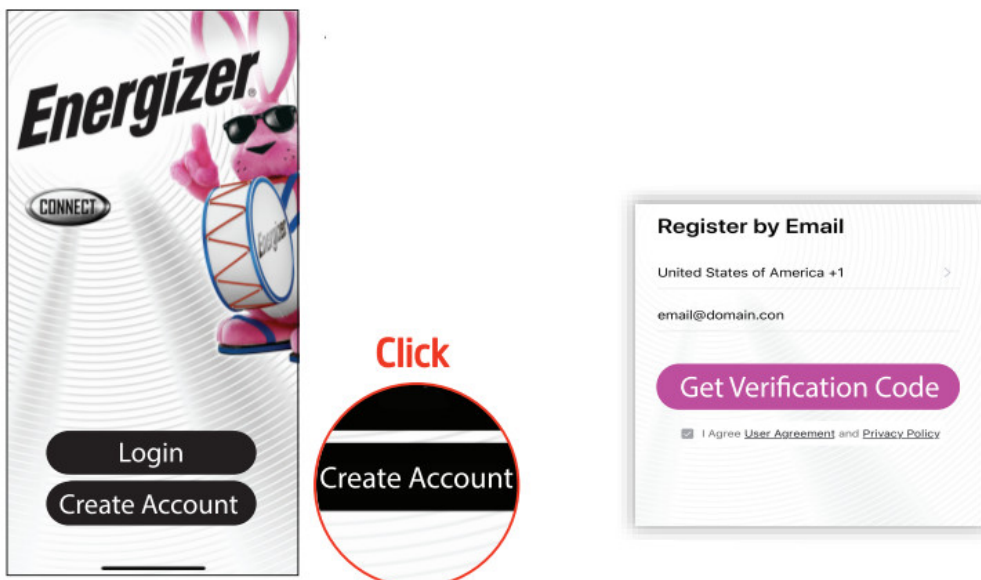 Energizer®
CONNECT
Energizer
Login
Create Account
Click
Create Account
Register by Email
United States of America +1
email@domain.con
Get Verification Code
I Agree User Agreement and Privacy Policy